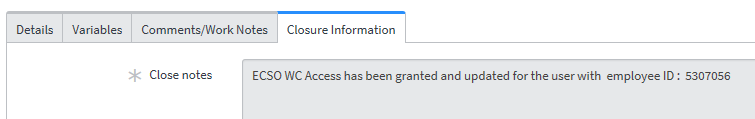 Details Variables Comments/Work Notes Closure Information
Close notes ECSO WC Access has been granted and updated for the user with employee ID : 5307056